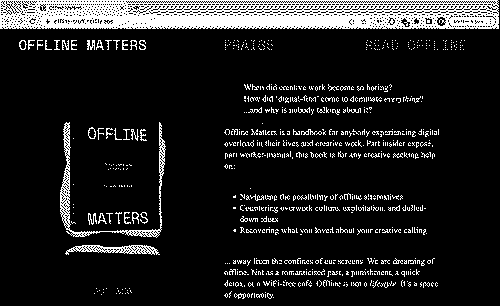 OFFLINE MATTERS
PRAISE
READ OFFLINE
When did creative work become so boring?
How did 'digital-first' come to dominate everything?
...and why is nobody talking about it?
Offline Matters is a handbook for anybody experiencing digital
overload in their lives and creative work. Part insider exposé,
part worker-manual, this book is for any creative seeking help
on:
Navigating the possibility of offline alternatives
Countering overwork culture, exploitation, and dulled-
down ideas
Recovering what you loved about your creative calling
... away from the confines of our screens. We are dreaming of
offline. Not as a romanticised past, a punishment, a quick
detox, or a WiFi-free café. Offline is not a lifestyle. It's a space
of opportunity.
OFFLINE
MATTERS